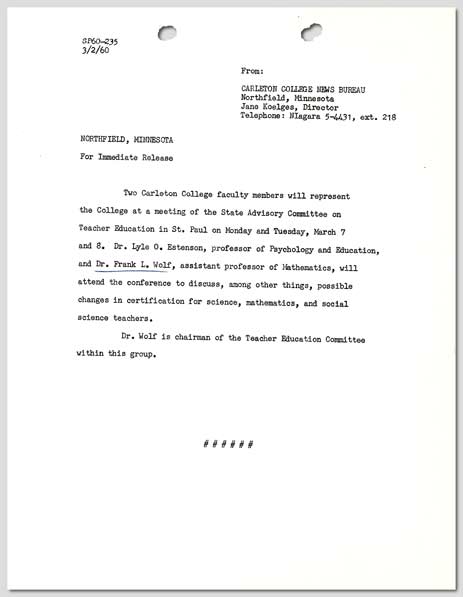 SP60-235
3/2/60
From:
CARLETON COLLEGE NEWS BUREAU
Northfield, Minnesota
Jane Koelges, Director
Telephone: NIagara 5-4431, ext. 218
NORTHFIELD, MINNESOTA
For Immediate Release
Two Carleton College faculty members will represent
the College at a meeting of the State Advisory Committee on
Teacher Education in St. Paul on Monday and Tuesday, March 7
and 8. Dr. Lyle O. Estenson, professor of Psychology and Education,
and Dr. Frank L. Wolf, assistant professor of Mathematics, will
attend the conference to discuss, among other things, possible
changes in certification for science, mathematics, and social
science teachers.
Dr. Wolf is chairman of the Teacher Education Committee
within this group.
# # # # # #